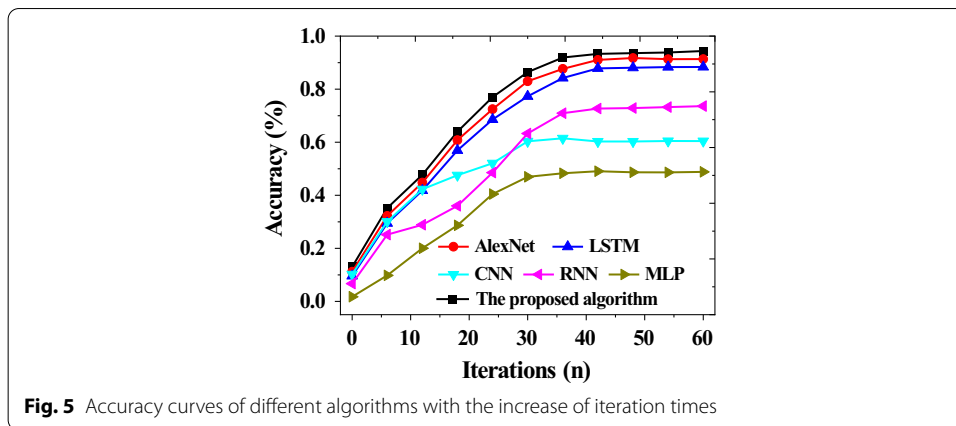 1.0
0.8
0.6
0.4
0.2
0.0
Accuracy (%)
AlexNet LSTM
CNN RNN MLP
The proposed algorithm
0 10 20 30 40 50 60
Iterations (n)
Fig. 5 Accuracy curves of different algorithms with the increase of iteration times